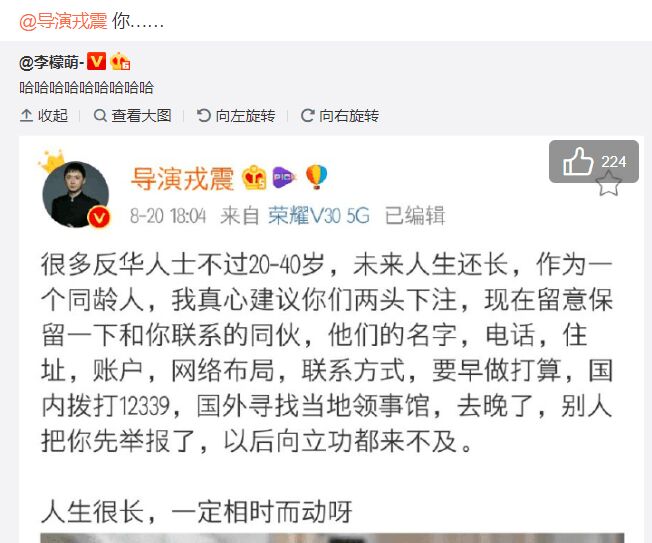 @导演戎震 你……
@李檬萌-
哈哈哈哈哈哈哈哈哈
收起 查看大图 向左旋转 向右旋转
224
导演戎震
8-20 18:04 来自 荣耀V30 5G 已编辑
很多反华人士不过20-40岁，未来人生还长，作为一
个同龄人，我真心建议你们两头下注，现在留意保
留一下和你联系的同伙，他们的名字，电话，住
址，账户，网络布局，联系方式，要早做打算，国
内拨打12339，国外寻找当地领事馆，去晚了，别人
把你先举报了，以后向立功都来不及。
人生很长，一定相时而动呀